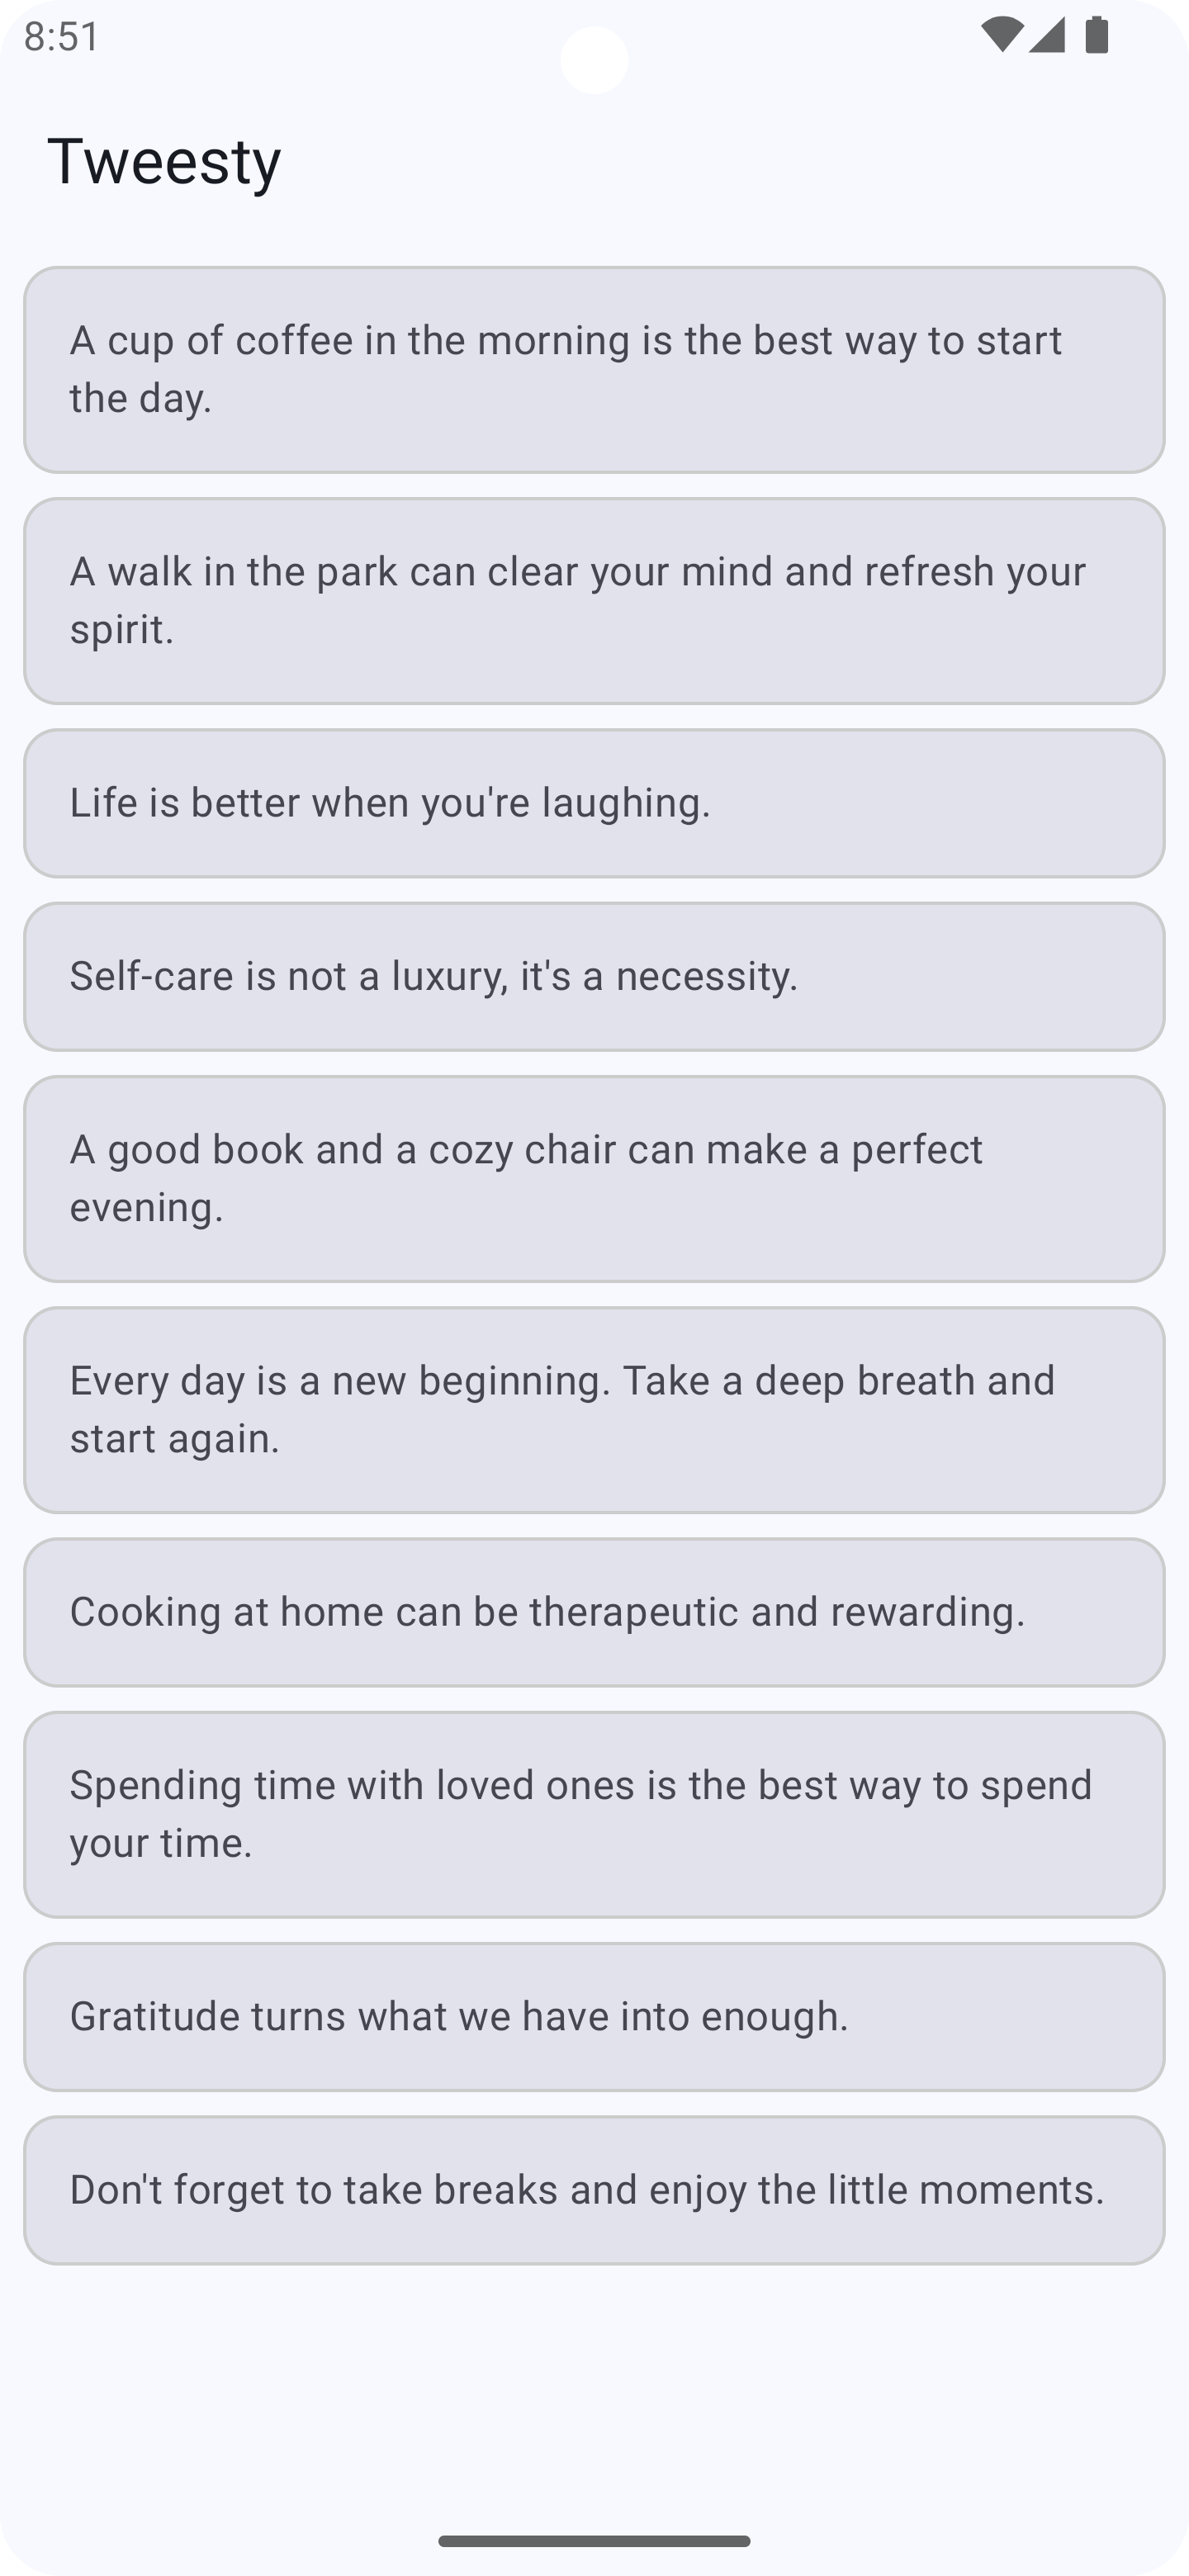 8:51
Tweesty
A cup of coffee in the morning is the best way to start
the day.
A walk in the park can clear your mind and refresh your
spirit.
Life is better when you're laughing.
Self-care is not a luxury, it's a necessity.
A good book and a cozy chair can make a perfect
evening.
Every day is a new beginning. Take a deep breath and
start again.
Cooking at home can be therapeutic and rewarding.
Spending time with loved ones is the best way to spend
your time.
Gratitude turns what we have into enough.
Don't forget to take breaks and enjoy the little moments.